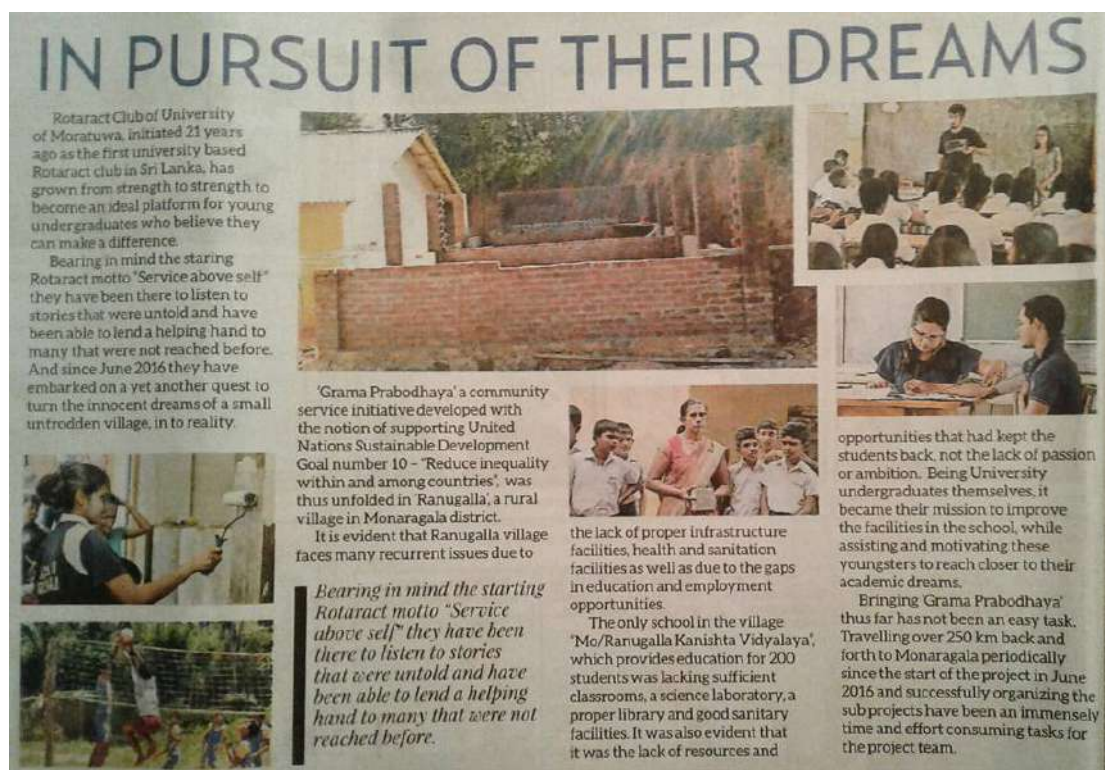 IN PURSUIT OF THEIR DREAMS
Rotaract Club of University
of Moratuwa, initiated 21 years
ago as the first university based
Rotaract club in Sri Lanka, has
grown from strength to strength to
become an ideal platform for young
undergraduates who believe they
can make a difference.
Bearing in mind the staring
Rotaract motto "Service above self"
they have been there to listen to
stories that were untold and have
been able to lend a helping hand to
many that were not reached before.
And since June 2016 they have
embarked on a yet another quest to
turn the innocent dreams of a small
untrodden village, in to reality.
'Grama Prabodhaya' a community
service initiative developed with
the notion of supporting United
Nations Sustainable Development
Goal number 10 – "Reduce inequality
within and among countries", was
thus unfolded in 'Ranugalla', a rural
village in Monaragala district.
It is evident that Ranugalla village
faces many recurrent issues due to
Bearing in mind the starting
Rotaract motto "Service
above self" they have been
there to listen to stories
that were untold and have
been able to lend a helping
hand to many that were not
reached before.
the lack of proper infrastructure
facilities, health and sanitation
facilities as well as due to the gaps
in education and employment
opportunities.
The only school in the village
'Mo/Ranugalla Kanishta Vidyalaya',
which provides education for 200
students was lacking sufficient
classrooms, a science laboratory, a
proper library and good sanitary
facilities. It was also evident that
it was the lack of resources and
opportunities that had kept the
students back, not the lack of passion
or ambition. Being University
undergraduates themselves, it
became their mission to improve
the facilities in the school, while
assisting and motivating these
youngsters to reach closer to their
academic dreams.
Bringing 'Grama Prabodhaya'
thus far has not been an easy task.
Travelling over 250 km back and
forth to Monaragala periodically
since the start of the project in June
2016 and successfully organizing the
sub projects have been an immensely
time and effort consuming tasks for
the project team.